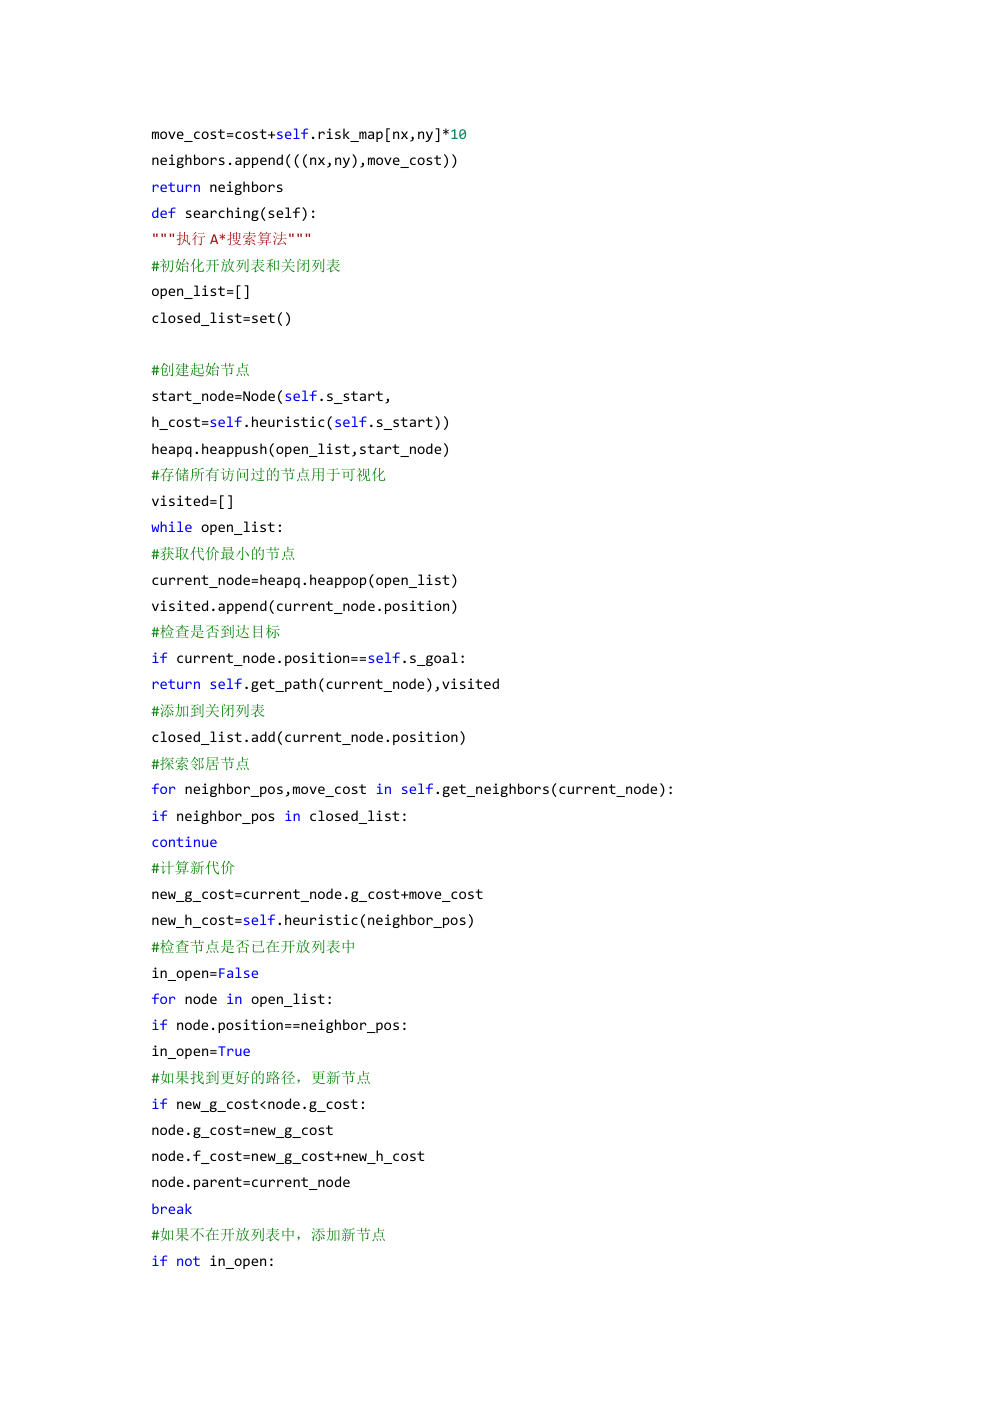 move_cost=cost+self.risk_map[nx,ny]*10
neighbors.append(((nx,ny),move_cost))
return neighbors
def searching(self):
"""执行A*搜索算法"""
#初始化开放列表和关闭列表
open_list=[]
closed_list=set()
#创建起始节点
start_node=Node(self.s_start,
h_cost=self.heuristic(self.s_start))
heapq.heappush(open_list,start_node)
#存储所有访问过的节点用于可视化
visited=[]
while open_list:
#获取代价最小的节点
current_node=heapq.heappop(open_list)
visited.append(current_node.position)
#检查是否到达目标
if current_node.position==self.s_goal:
return self.get_path(current_node),visited
#添加到关闭列表
closed_list.add(current_node.position)
#探索邻居节点
for neighbor_pos,move_cost in self.get_neighbors(current_node):
if neighbor_pos in closed_list:
continue
#计算新代价
new_g_cost=current_node.g_cost+move_cost
new_h_cost=self.heuristic(neighbor_pos)
#检查节点是否已在开放列表中
in_open=False
for node in open_list:
if node.position==neighbor_pos:
in_open=True
#如果找到更好的路径，更新节点
if new_g_cost<node.g_cost:
node.g_cost=new_g_cost
node.f_cost=new_g_cost+new_h_cost
node.parent=current_node
break
#如果不在开放列表中，添加新节点
if not in_open: